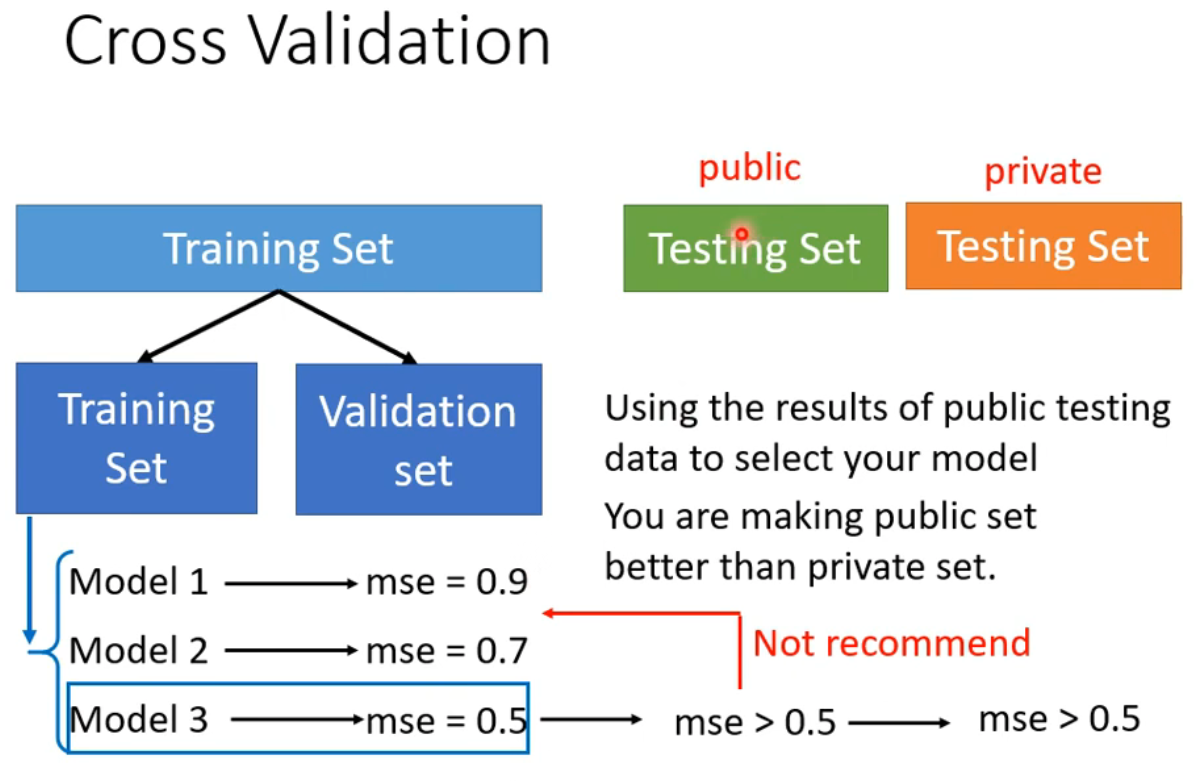 Cross Validation
public
private
Training Set
Testing Set
Testing Set
Training
Set
Validation
set
Using the results of public testing
data to select your model
You are making public set
better than private set.
Model 1
mse = 0.9
Model 2
mse = 0.7
Not recommend
Model 3
mse = 0.5
mse > 0.5
mse > 0.5